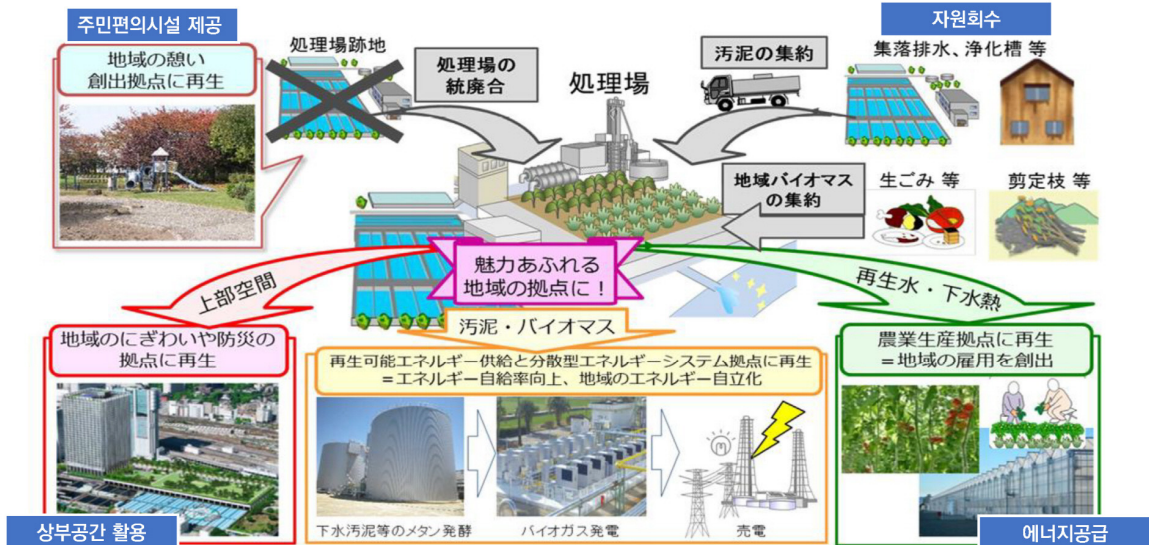 주민편의시설 제공
자원회수
地域の憩い
創出拠点に再生
処理場跡地
処理場の
統廃合
処理場
汚泥の集約
集落排水、浄化槽 等
地域バイオマス
の集約
生ごみ 等
剪定枝 等
魅力あふれる
地域の拠点に！
上部空間
汚泥・バイオマス
再生水・下水熱
地域のにぎわいや防災の
拠点に再生
再生可能エネルギー供給と分散型エネルギーシステム拠点に再生
＝エネルギー自給率向上、地域のエネルギー自立化
農業生産拠点に再生
＝地域の雇用を創出
下水汚泥等のメタン発酵
バイオガス発電
売電
상부공간 활용
에너지공급